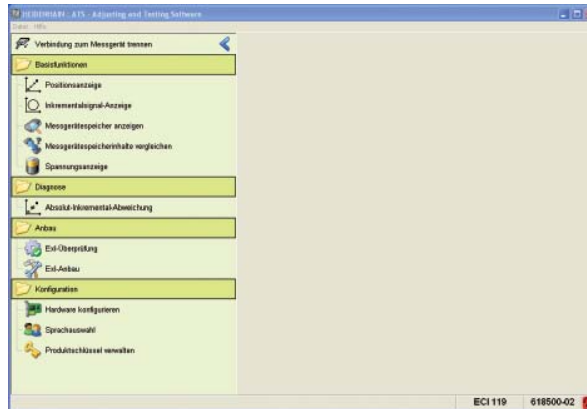 HEIDENHAIN : ATS - Adjusting and Testing Software
Datei Hilfe
Verbindung zum Messgerät trennen
Basisfunktionen
Positionsanzeige
Inkrementalsignal-Anzeige
Messgerätespeicher anzeigen
Messgerätespeicherinhalte vergleichen
Spannungsanzeige
Diagnose
Absolut-Inkremental-Abweichung
Anbau
ExI-Überprüfung
ExI-Anbau
Konfiguration
Hardware konfigurieren
Sprachauswahl
Produktschlüssel verwalten
ECI 119 618500-02